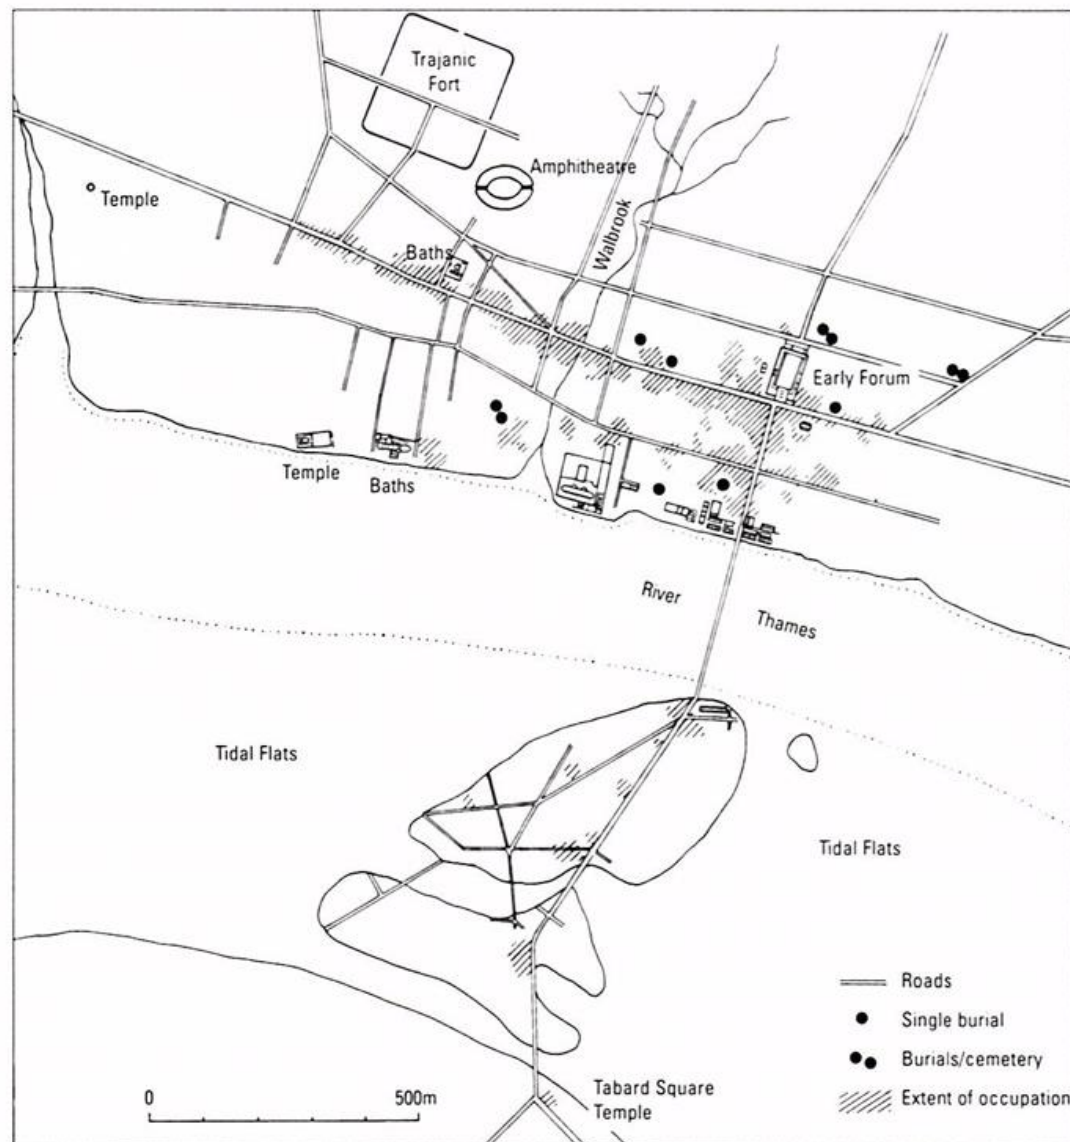 Trajanic
Fort
Amphitheatre
Temple
Walbrook
Baths
Early Forum
Temple
Baths
River
Thames
Tidal Flats
Tidal Flats
Roads
Single burial
Burials/cemetery
Extent of occupation
0
500m
Tabard Square
Temple